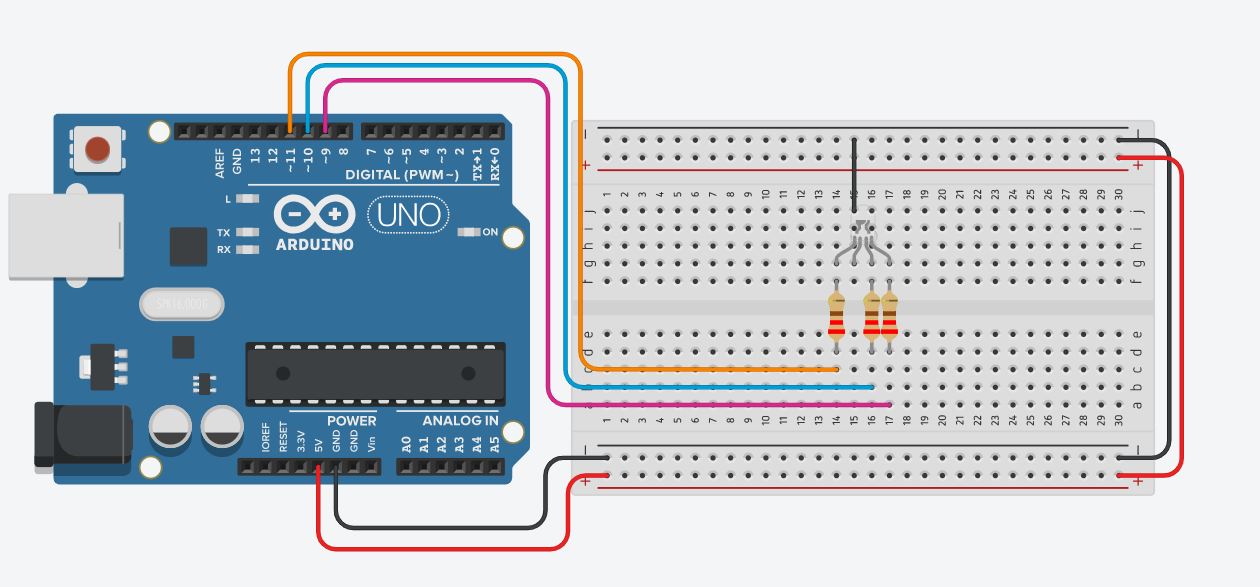 AREF
GND
13
12
~11
~10
~9
8
7
~6
~5
4
~3
2
TX→1
RX←0
DIGITAL (PWM~)
L
TX
RX
ARDUINO
UNO
ON
IOREF
RESET
3.3V
5V
GND
GND
Vin
POWER
ANALOG IN
A0
A1
A2
A3
A4
A5
- -
+ +
1 2 3 4 5 6 7 8 9 10 11 12 13 14 15 16 17 18 19 20 21 22 23 24 25 26 27 28 29 30
j j
i i
h h
g g
f f
e e
d d
c c
b
a a
1 2 3 4 5 6 7 8 9 10 11 12 13 14 15 16 17 18 19 20 21 22 23 24 25 26 27 28 29 30
- -
+ +